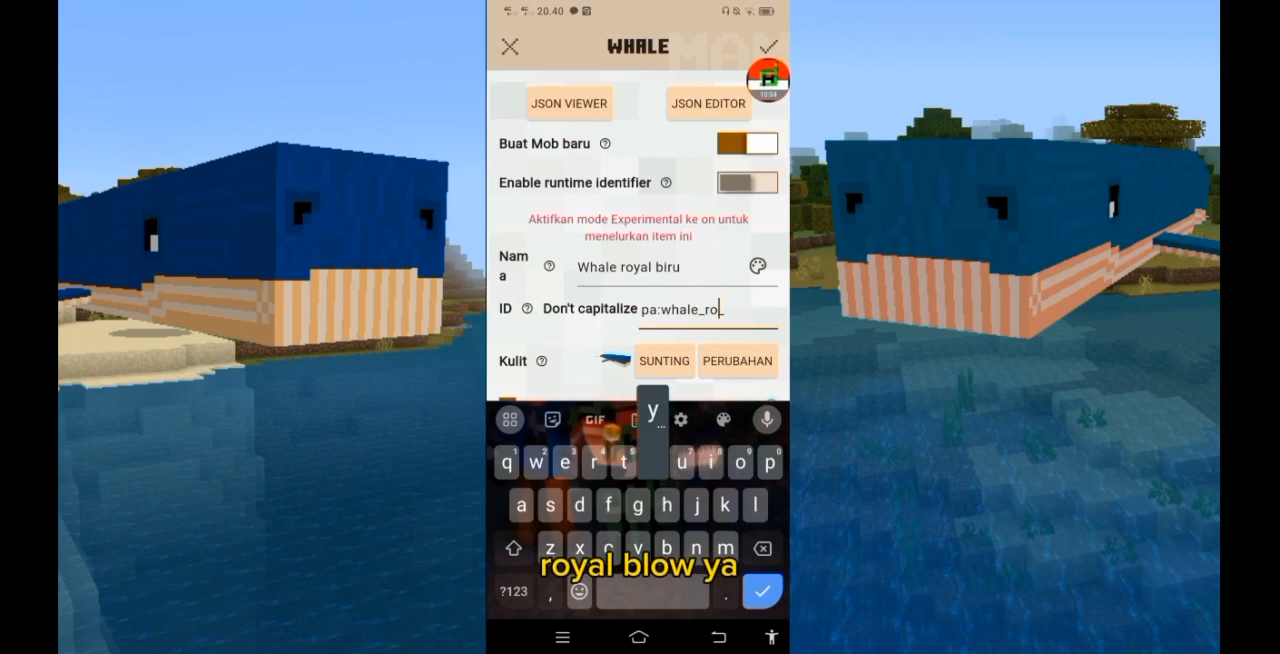 20.40
WHALE
10:04
JSON VIEWER
JSON EDITOR
Buat Mob baru
Enable runtime identifier
Aktifkan mode Experimental ke on untuk
menelurkan item ini
Nam
a
Whale royal biru
ID Don't capitalize pa:whale_ro
Kulit
SUNTING
PERUBAHAN
y
...
GIF
q w e r t u i o p
a s d f g h j k l
z x c v b n m
royal blow ya
?123 , .